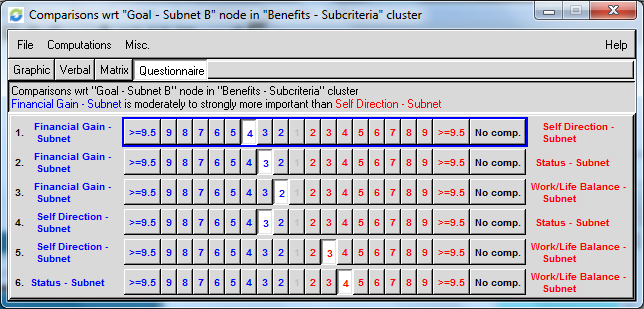 Comparisons wrt "Goal - Subnet B" node in "Benefits - Subcriteria" cluster
File Computations Misc. Help
Graphic Verbal Matrix Questionnaire
Comparisons wrt "Goal - Subnet B" node in "Benefits - Subcriteria" cluster
Financial Gain - Subnet is moderately to strongly more important than Self Direction - Subnet
1. Financial Gain - Subnet >=9.5 9 8 7 6 5 4 3 2 1 2 3 4 5 6 7 8 9 >=9.5 No comp. Self Direction - Subnet
2. Financial Gain - Subnet >=9.5 9 8 7 6 5 4 3 2 1 2 3 4 5 6 7 8 9 >=9.5 No comp. Status - Subnet
3. Financial Gain - Subnet >=9.5 9 8 7 6 5 4 3 2 1 2 3 4 5 6 7 8 9 >=9.5 No comp. Work/Life Balance - Subnet
4. Self Direction - Subnet >=9.5 9 8 7 6 5 4 3 2 1 2 3 4 5 6 7 8 9 >=9.5 No comp. Status - Subnet
5. Self Direction - Subnet >=9.5 9 8 7 6 5 4 3 2 1 2 3 4 5 6 7 8 9 >=9.5 No comp. Work/Life Balance - Subnet
6. Status - Subnet >=9.5 9 8 7 6 5 4 3 2 1 2 3 4 5 6 7 8 9 >=9.5 No comp. Work/Life Balance - Subnet